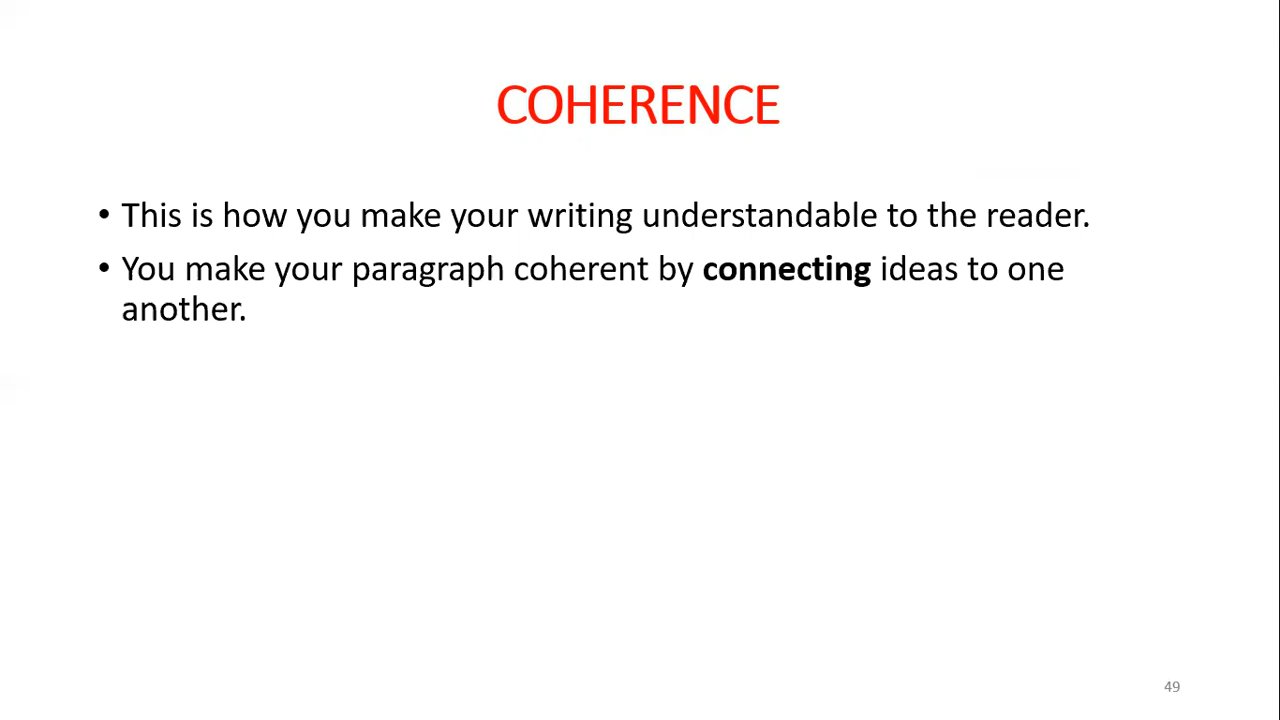 COHERENCE
• This is how you make your writing understandable to the reader.
• You make your paragraph coherent by connecting ideas to one
another.
49